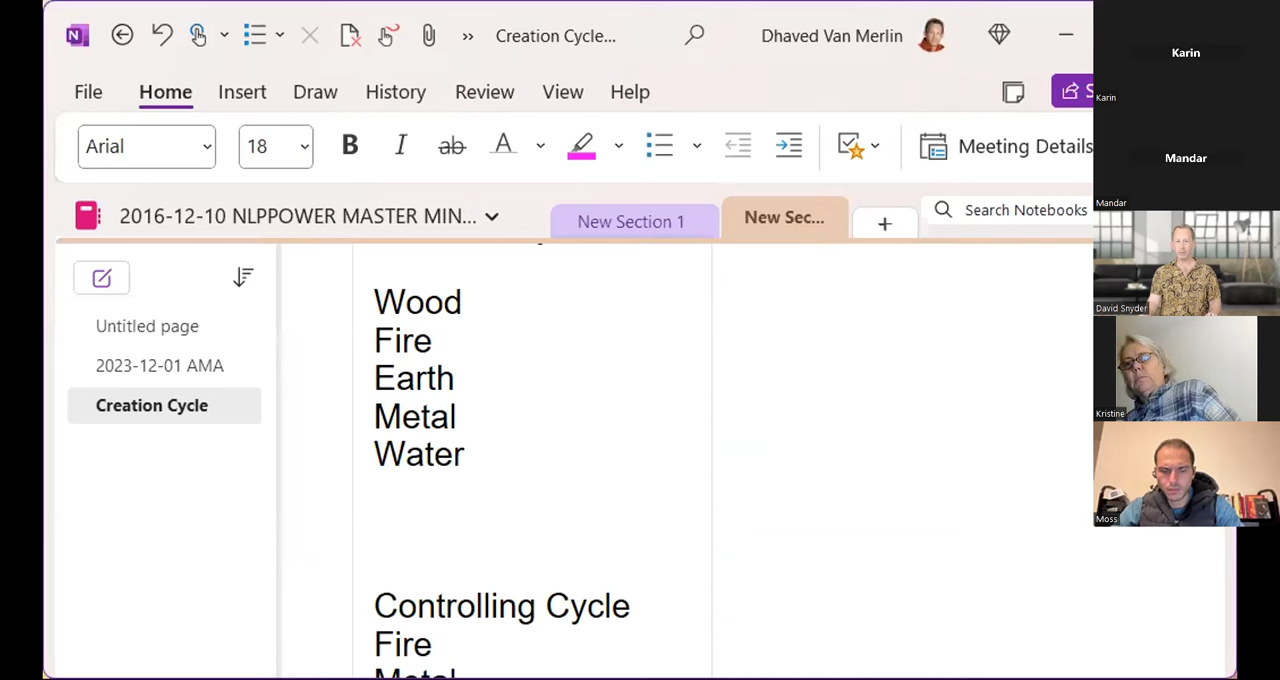 N
Creation Cycle...
Dhaved Van Merlin
File
Home
Insert
Draw
History
Review
View
Help
S
Arial
18
B
I
ab
A
Meeting Details
2016-12-10 NLPPOWER MASTER MIN...
New Section 1
New Sec...
+
Search Notebooks
Untitled page
2023-12-01 AMA
Creation Cycle
Wood
Fire
Earth
Metal
Water
Controlling Cycle
Fire
Metal
Karin
Karin
Mandar
Mandar
David Snyder
Kristine
Moss